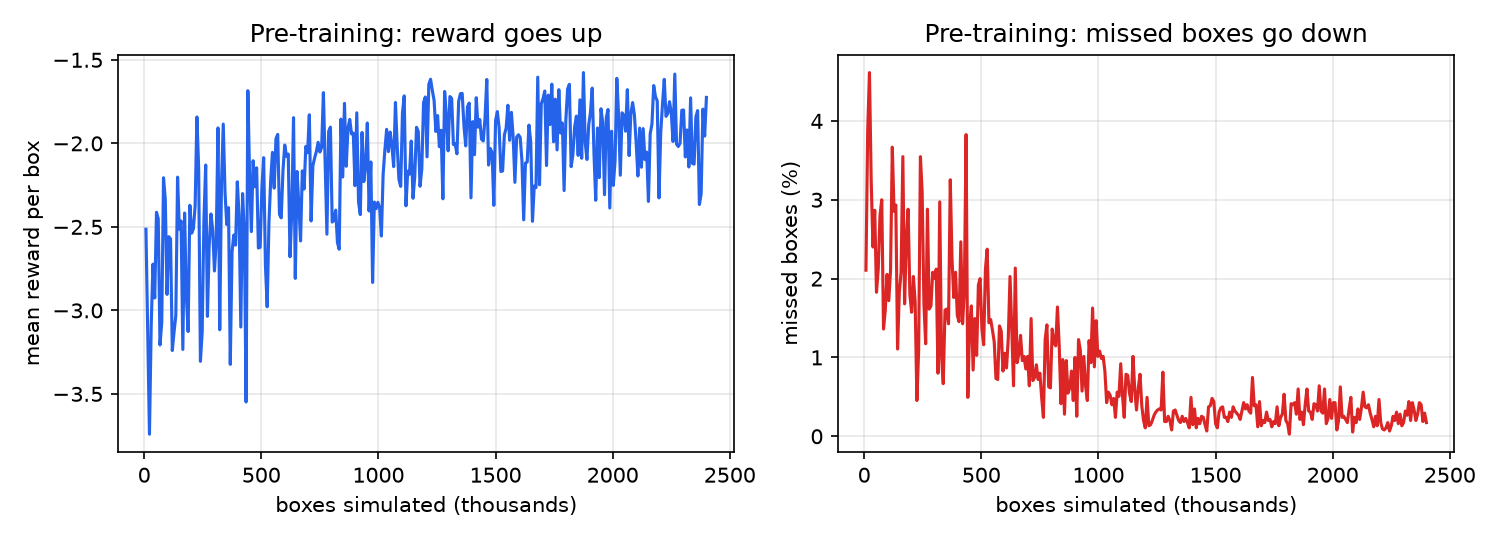 Pre-training: reward goes up
mean reward per box
−1.5
−2.0
−2.5
−3.0
−3.5
0 500 1000 1500 2000 2500
boxes simulated (thousands)
Pre-training: missed boxes go down
missed boxes (%)
4
3
2
1
0
0 500 1000 1500 2000 2500
boxes simulated (thousands)